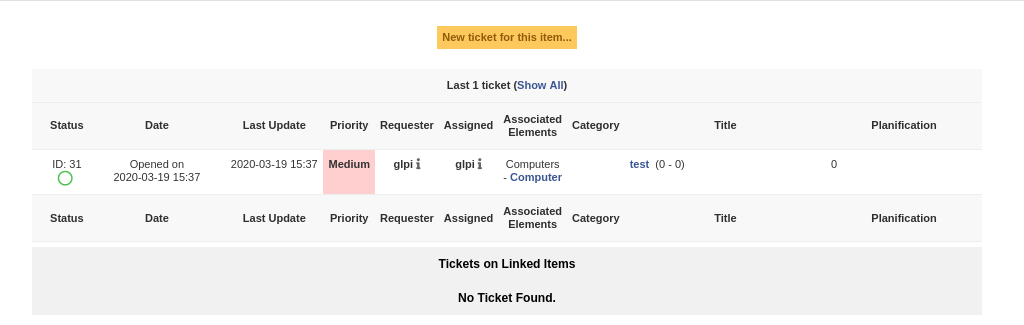 New ticket for this item...
Last 1 ticket (Show All)
Status Date Last Update Priority Requester Assigned Associated Elements Category Title Planification
ID: 31 Opened on 2020-03-19 15:37 2020-03-19 15:37 Medium glpi glpi Computers - Computer test (0 - 0) 0
Status Date Last Update Priority Requester Assigned Associated Elements Category Title Planification
Tickets on Linked Items
No Ticket Found.